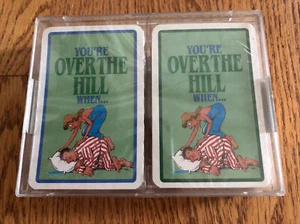 YOU'RE
OVER THE
HILL
WHEN....
YOU'RE
OVER THE
HILL
WHEN....